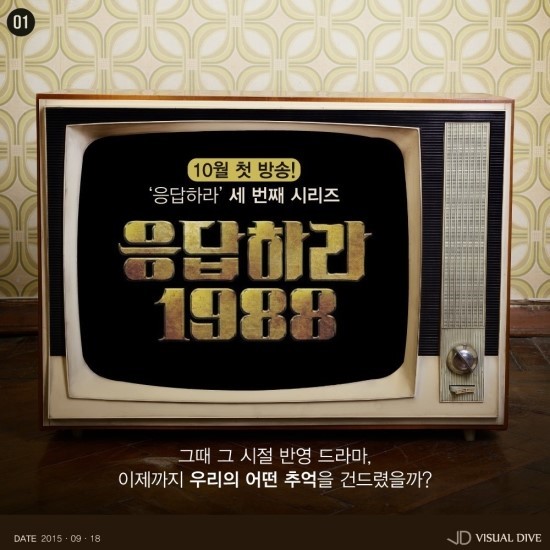 01
10월 첫 방송!
‘응답하라’ 세 번째 시리즈
응답하라
1988
그때 그 시절 반영 드라마,
이제까지 우리의 어떤 추억을 건드렸을까?
DATE 2015 · 09 · 18
JD VISUAL DIVE